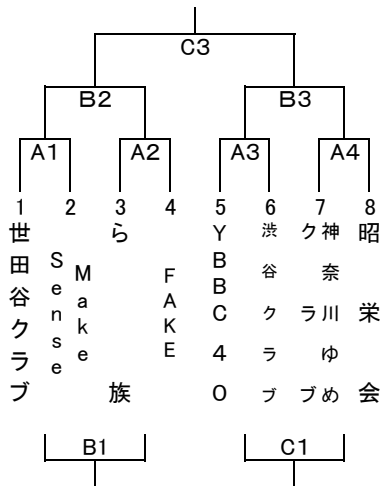 C3
B2 B3
A1 A2 A3 A4
1 2 3 4 5 6 7 8
世田谷クラブ
Make
Sense
ら族
FAKE
YBBC40
渋谷クラブ
神奈川ゆめ
クラブ
昭栄会
B1 C1